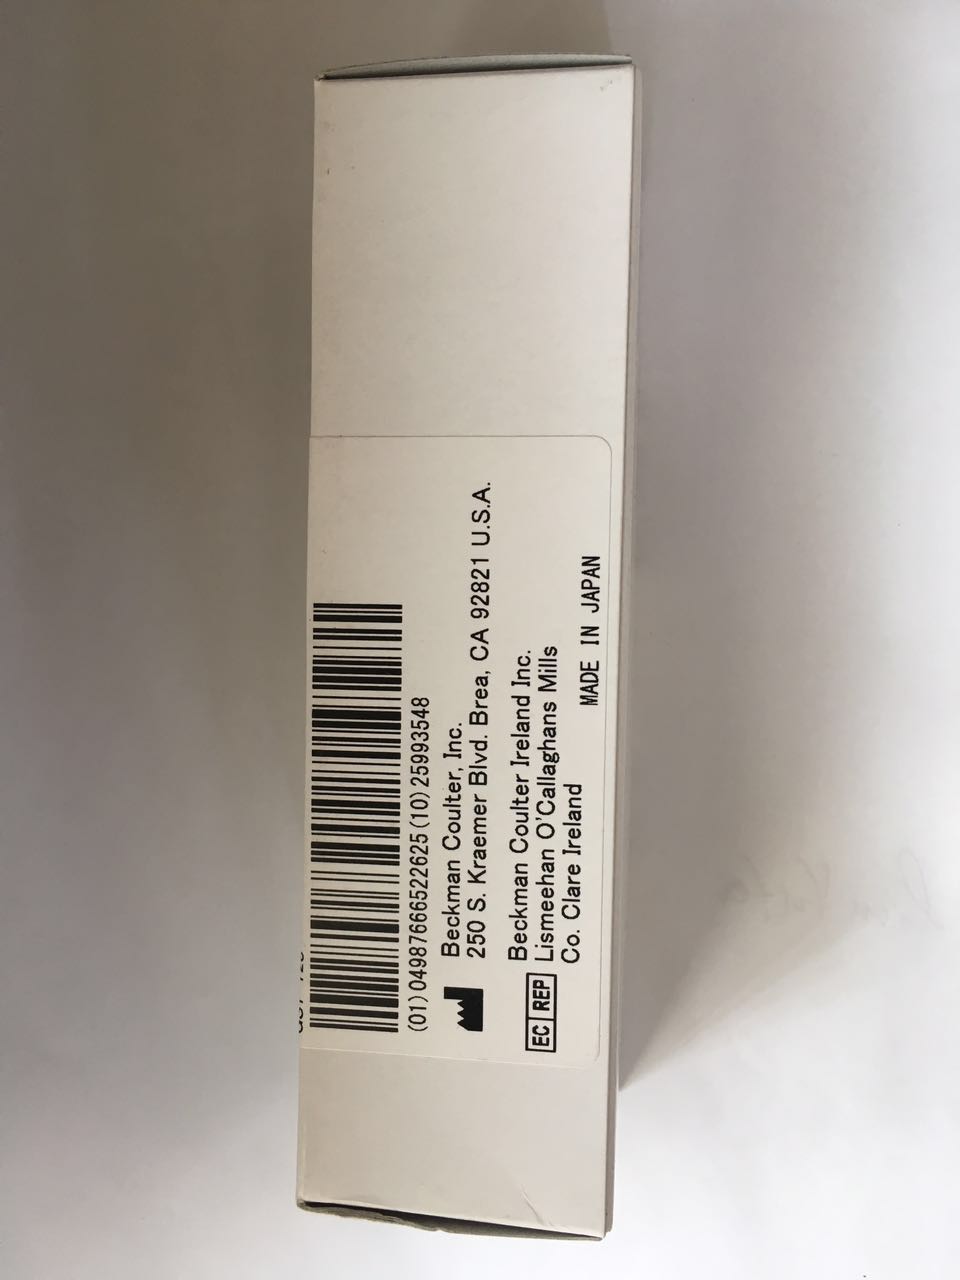 (01)04987666522625(10)25993548
Beckman Coulter, Inc.
250 S. Kraemer Blvd. Brea, CA 92821 U.S.A.
EC REP
Beckman Coulter Ireland Inc.
Lismeehan O'Callaghans Mills
Co. Clare Ireland
MADE IN JAPAN